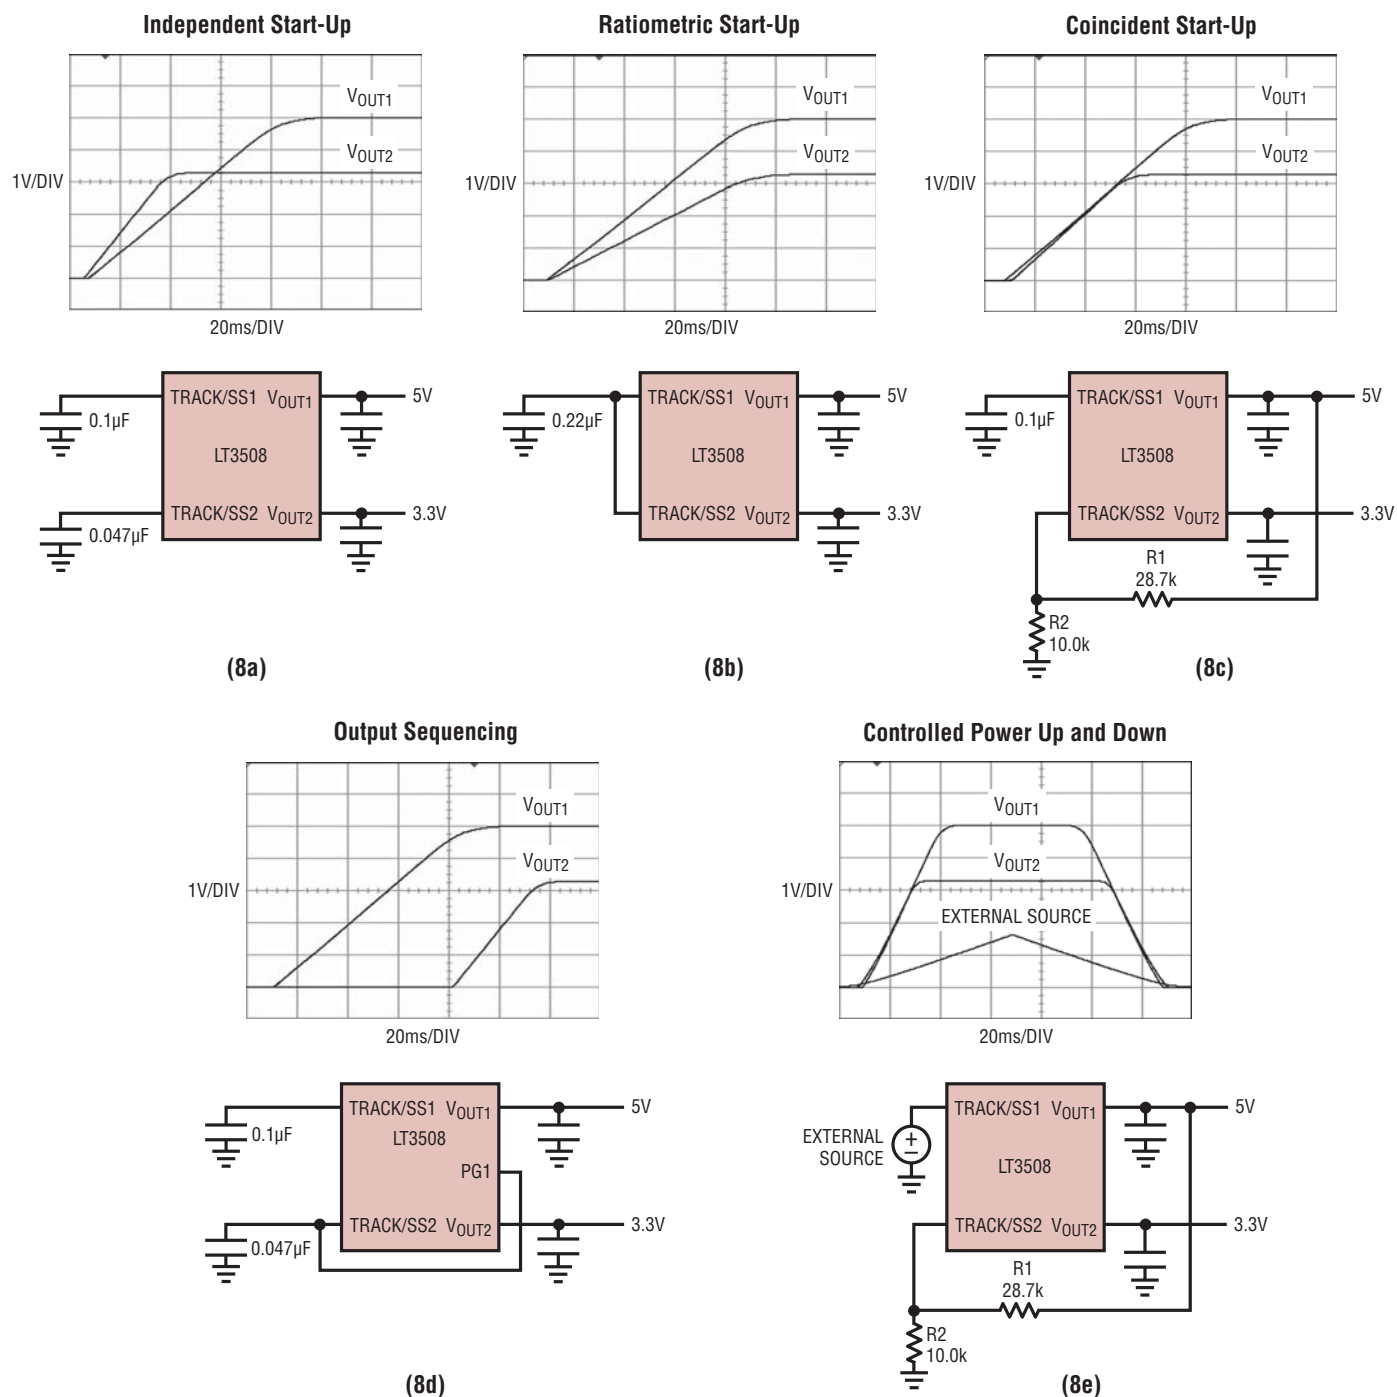 Independent Start-Up
VOUT1
VOUT2
1V/DIV
20ms/DIV
TRACK/SS1 VOUT1
5V
0.1µF
LT3508
TRACK/SS2 VOUT2
3.3V
0.047µF
(8a)
Ratiometric Start-Up
VOUT1
VOUT2
1V/DIV
20ms/DIV
TRACK/SS1 VOUT1
5V
0.22µF
LT3508
TRACK/SS2 VOUT2
3.3V
(8b)
Coincident Start-Up
VOUT1
VOUT2
1V/DIV
20ms/DIV
TRACK/SS1 VOUT1
5V
0.1µF
LT3508
TRACK/SS2 VOUT2
3.3V
R1
28.7k
R2
10.0k
(8c)
Output Sequencing
VOUT1
VOUT2
1V/DIV
20ms/DIV
TRACK/SS1 VOUT1
5V
0.1µF
LT3508
PG1
TRACK/SS2 VOUT2
3.3V
0.047µF
(8d)
Controlled Power Up and Down
VOUT1
VOUT2
1V/DIV
EXTERNAL SOURCE
20ms/DIV
TRACK/SS1 VOUT1
5V
EXTERNAL
SOURCE
+
−
LT3508
TRACK/SS2 VOUT2
3.3V
R1
28.7k
R2
10.0k
(8e)